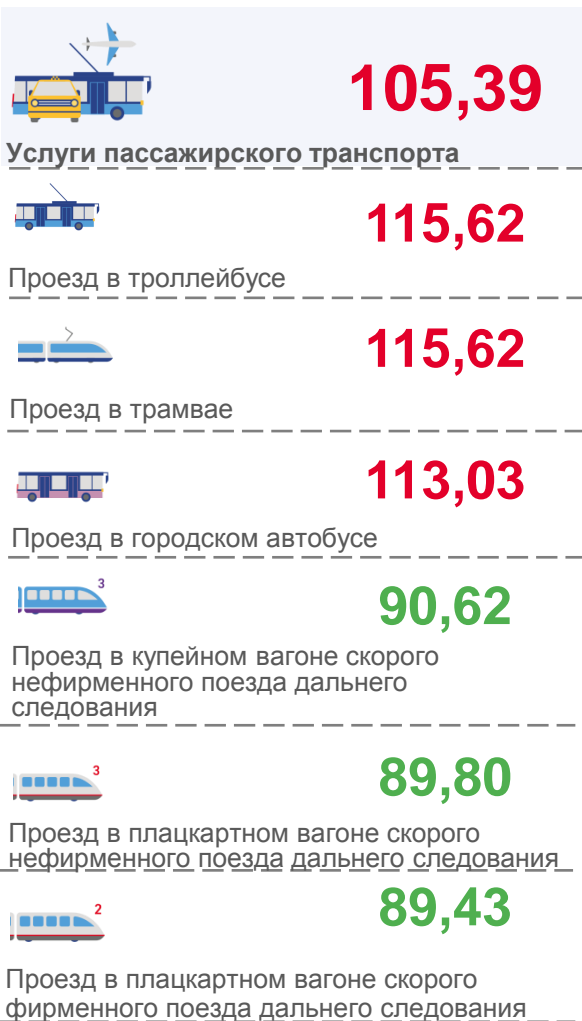 105,39
Услуги пассажирского транспорта
115,62
Проезд в троллейбусе
115,62
Проезд в трамвае
113,03
Проезд в городском автобусе
3
90,62
Проезд в купейном вагоне скорого
нефирменного поезда дальнего
следования
3
89,80
Проезд в плацкартном вагоне скорого
нефирменного поезда дальнего следования
2
89,43
Проезд в плацкартном вагоне скорого
фирменного поезда дальнего следования